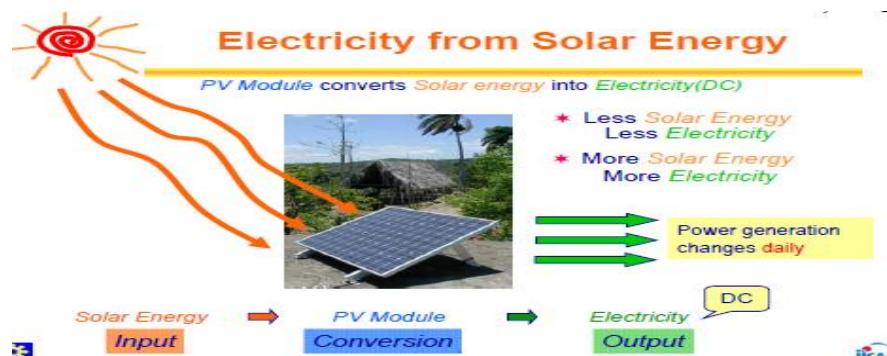 Electricity from Solar Energy
PV Module converts Solar energy into Electricity(DC)
✶ Less Solar Energy
Less Electricity
✶ More Solar Energy
More Electricity
Power generation
changes daily
DC
Solar Energy
PV Module
Electricity
Input
Conversion
Output